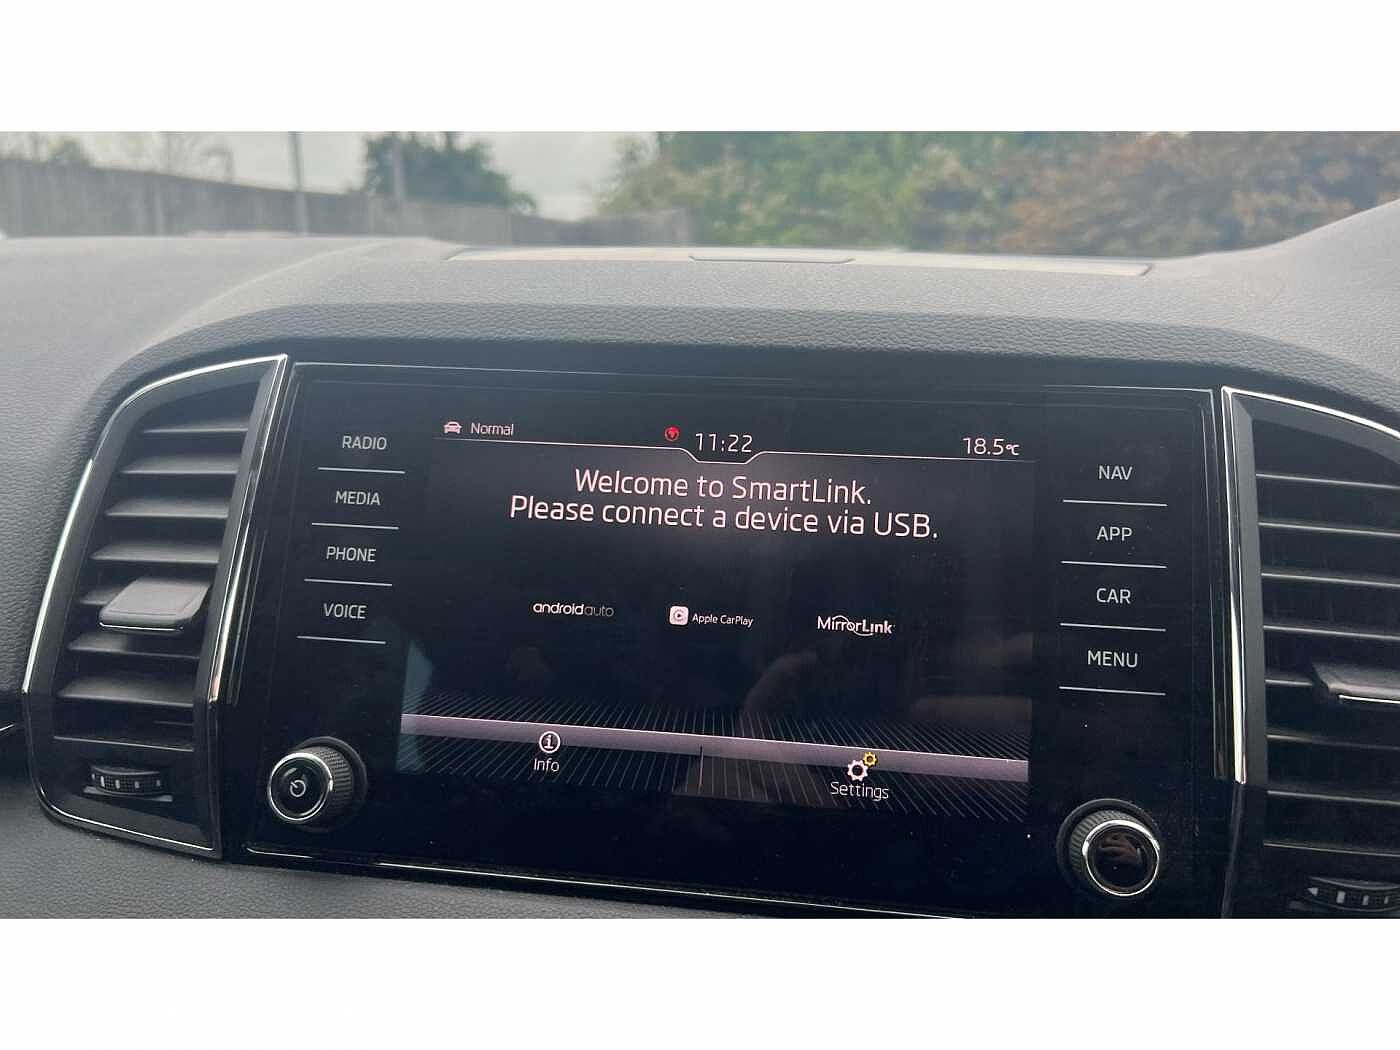 Normal
11:22
18.5°C
RADIO
MEDIA
PHONE
VOICE
Welcome to SmartLink.
Please connect a device via USB.
androidauto
Apple CarPlay
MirrorLink
Info
Settings
NAV
APP
CAR
MENU